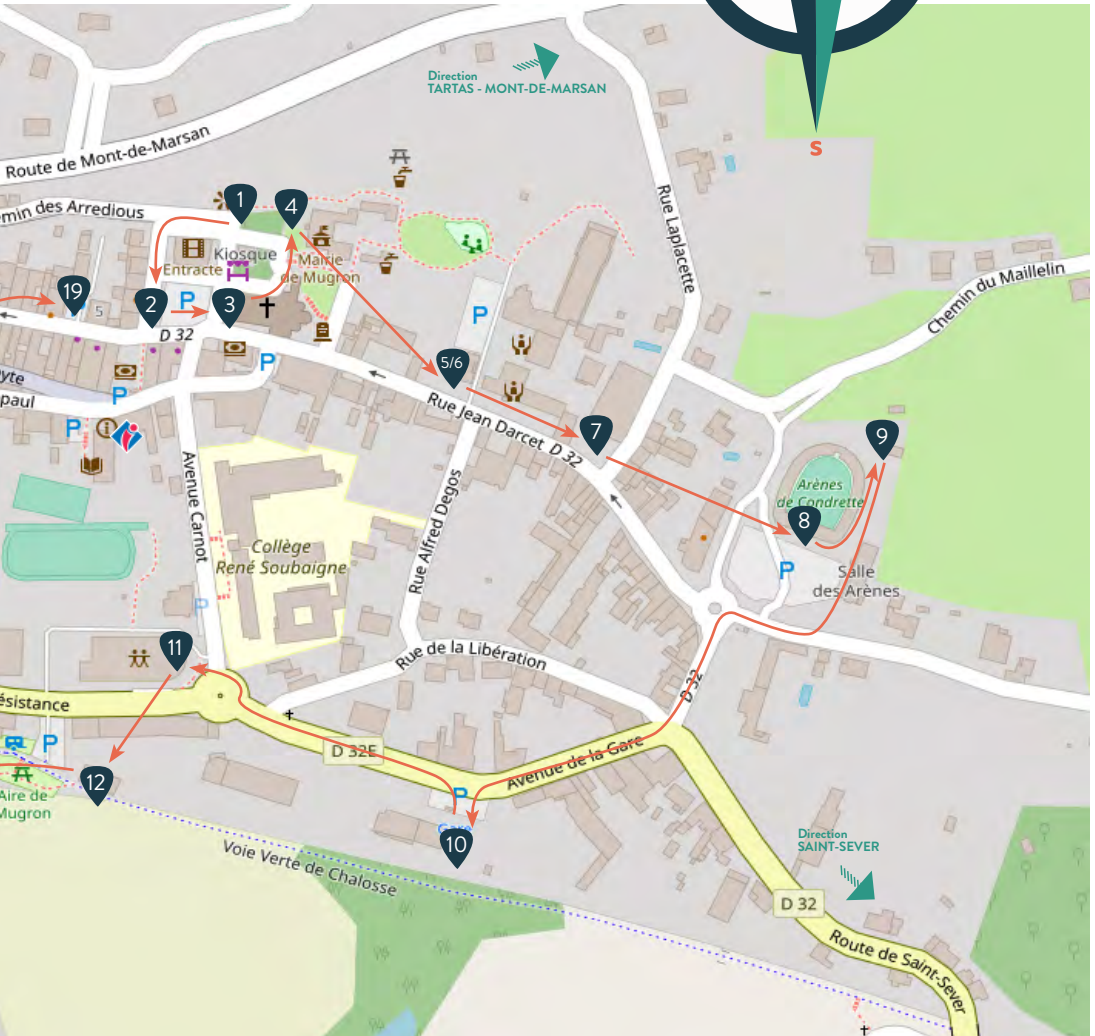 S
Direction
TARTAS - MONT-DE-MARSAN
Route de Mont-de-Marsan
min des Arredious
1
4
Kiosque
Entracte
Mairie
de Mugron
Rue Laplacette
Chemin du Maillelin
19
5
2
P
3
D 32
P
P
5/6
yte
paul
P
P
Rue Jean Darcet
D 32
7
9
Arènes
de Condrette
8
Avenue Carnot
Collège
René Soubaigne
Rue Alfred Degos
P
Salle
des Arènes
P
11
Rue de la Libération
D 32
ésistance
D 32E
Avenue de la Gare
P
P
12
Aire de
Mugron
10
Voie Verte de Chalosse
Direction
SAINT-SEVER
D 32
Route de Saint-Sever